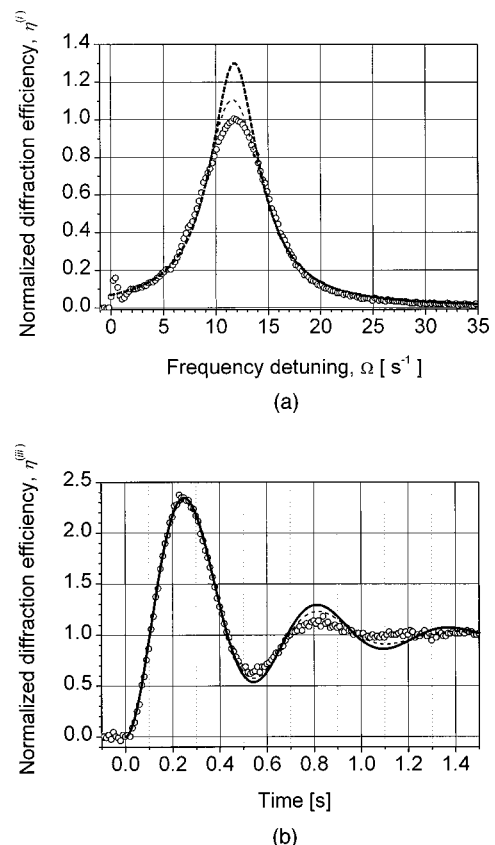 Normalized diffraction efficiency, η⁽ⁱ⁾
1.4
1.3
1.2
1.0
0.8
0.6
0.4
0.2
0.0
0 5 10 15 20 25 30 35
Frequency detuning, Ω [ s⁻¹ ]
(a)
Normalized diffraction efficiency, η⁽ⁱⁱⁱ⁾
2.5
2.0
1.5
1.0
0.5
0.0
0.0 0.2 0.4 0.6 0.8 1.0 1.2 1.4
Time [s]
(b)